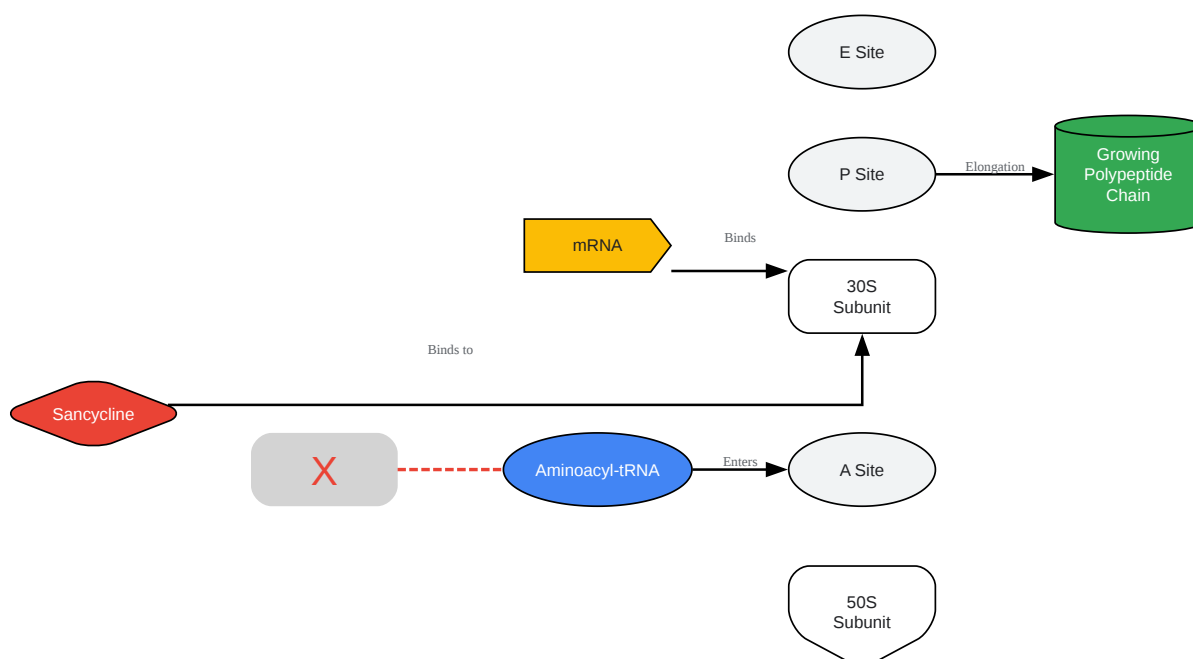 E Site
P Site
Elongation
Growing
Polypeptide
Chain
mRNA
Binds
30S
Subunit
Binds to
Sancycline
X
Aminoacyl-tRNA
Enters
A Site
50S
Subunit